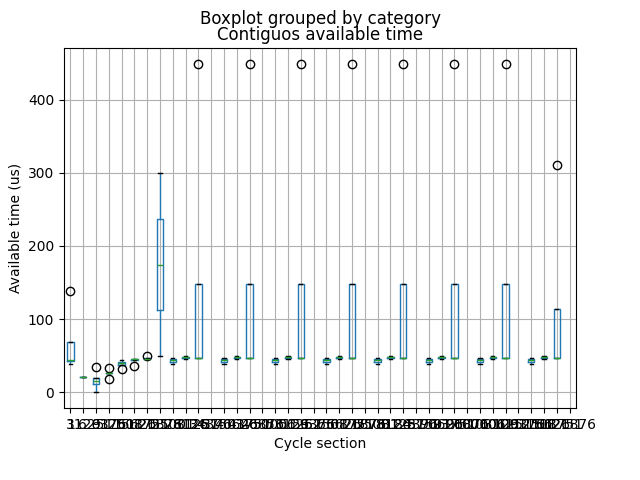 Boxplot grouped by category
Contiguos available time
Available time (us)
400
300
200
100
0
Cycle section